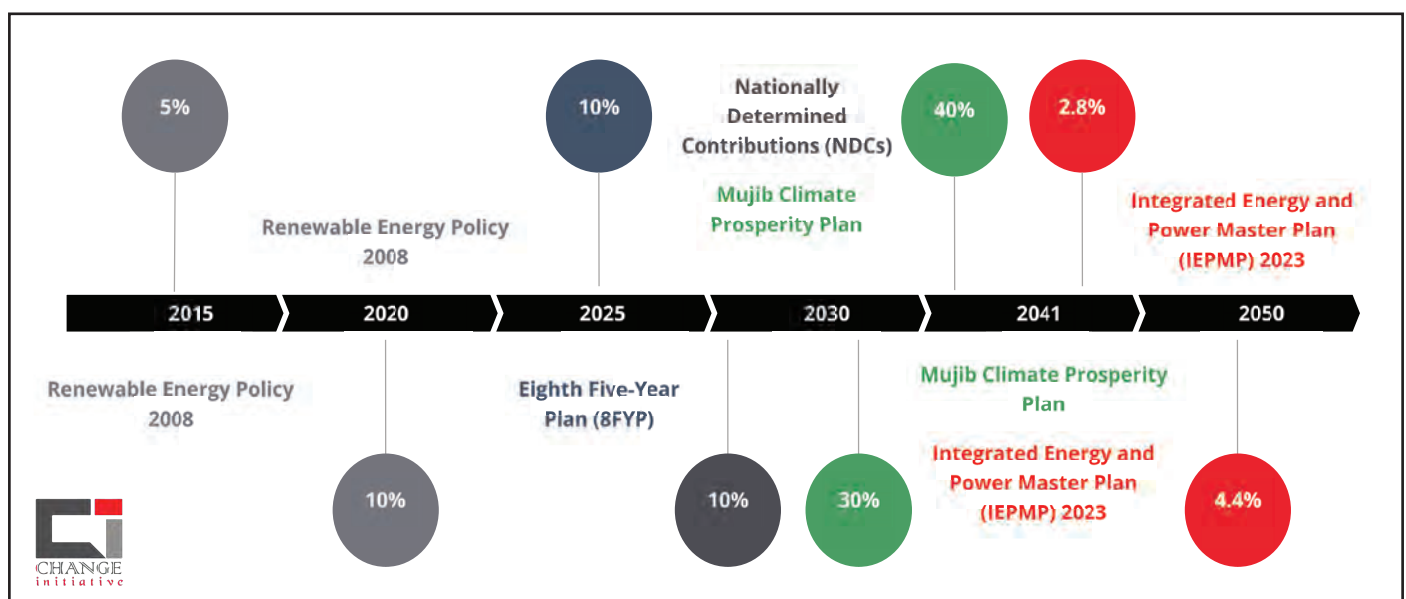 5%
10%
Nationally
Determined
Contributions (NDCs)
40%
2.8%
Mujib Climate
Prosperity Plan
Integrated Energy and
Power Master Plan
(IEPMP) 2023
Renewable Energy Policy
2008
2015
2020
2025
2030
2041
2050
Renewable Energy Policy
2008
Eighth Five-Year
Plan (8FYP)
Mujib Climate Prosperity
Plan
Integrated Energy and
Power Master Plan
(IEPMP) 2023
10%
10%
30%
4.4%
CHANGE
initiative